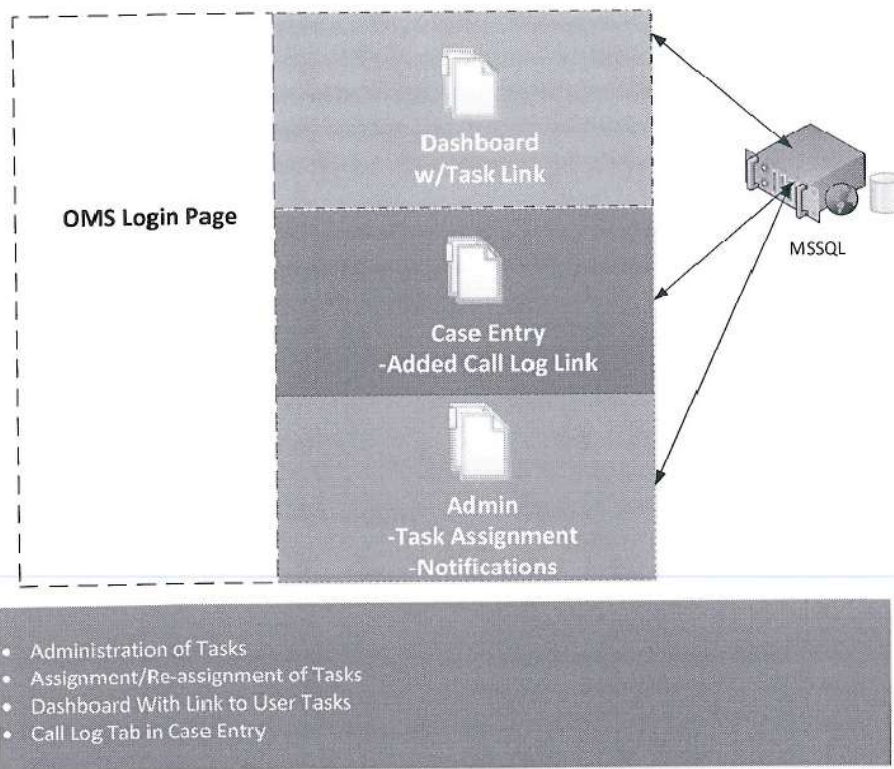 OMS Login Page
Dashboard
w/Task Link
Case Entry
-Added Call Log Link
Admin
-Task Assignment
-Notifications
MSSQL
• Administration of Tasks
• Assignment/Re-assignment of Tasks
• Dashboard With Link to User Tasks
• Call Log Tab in Case Entry